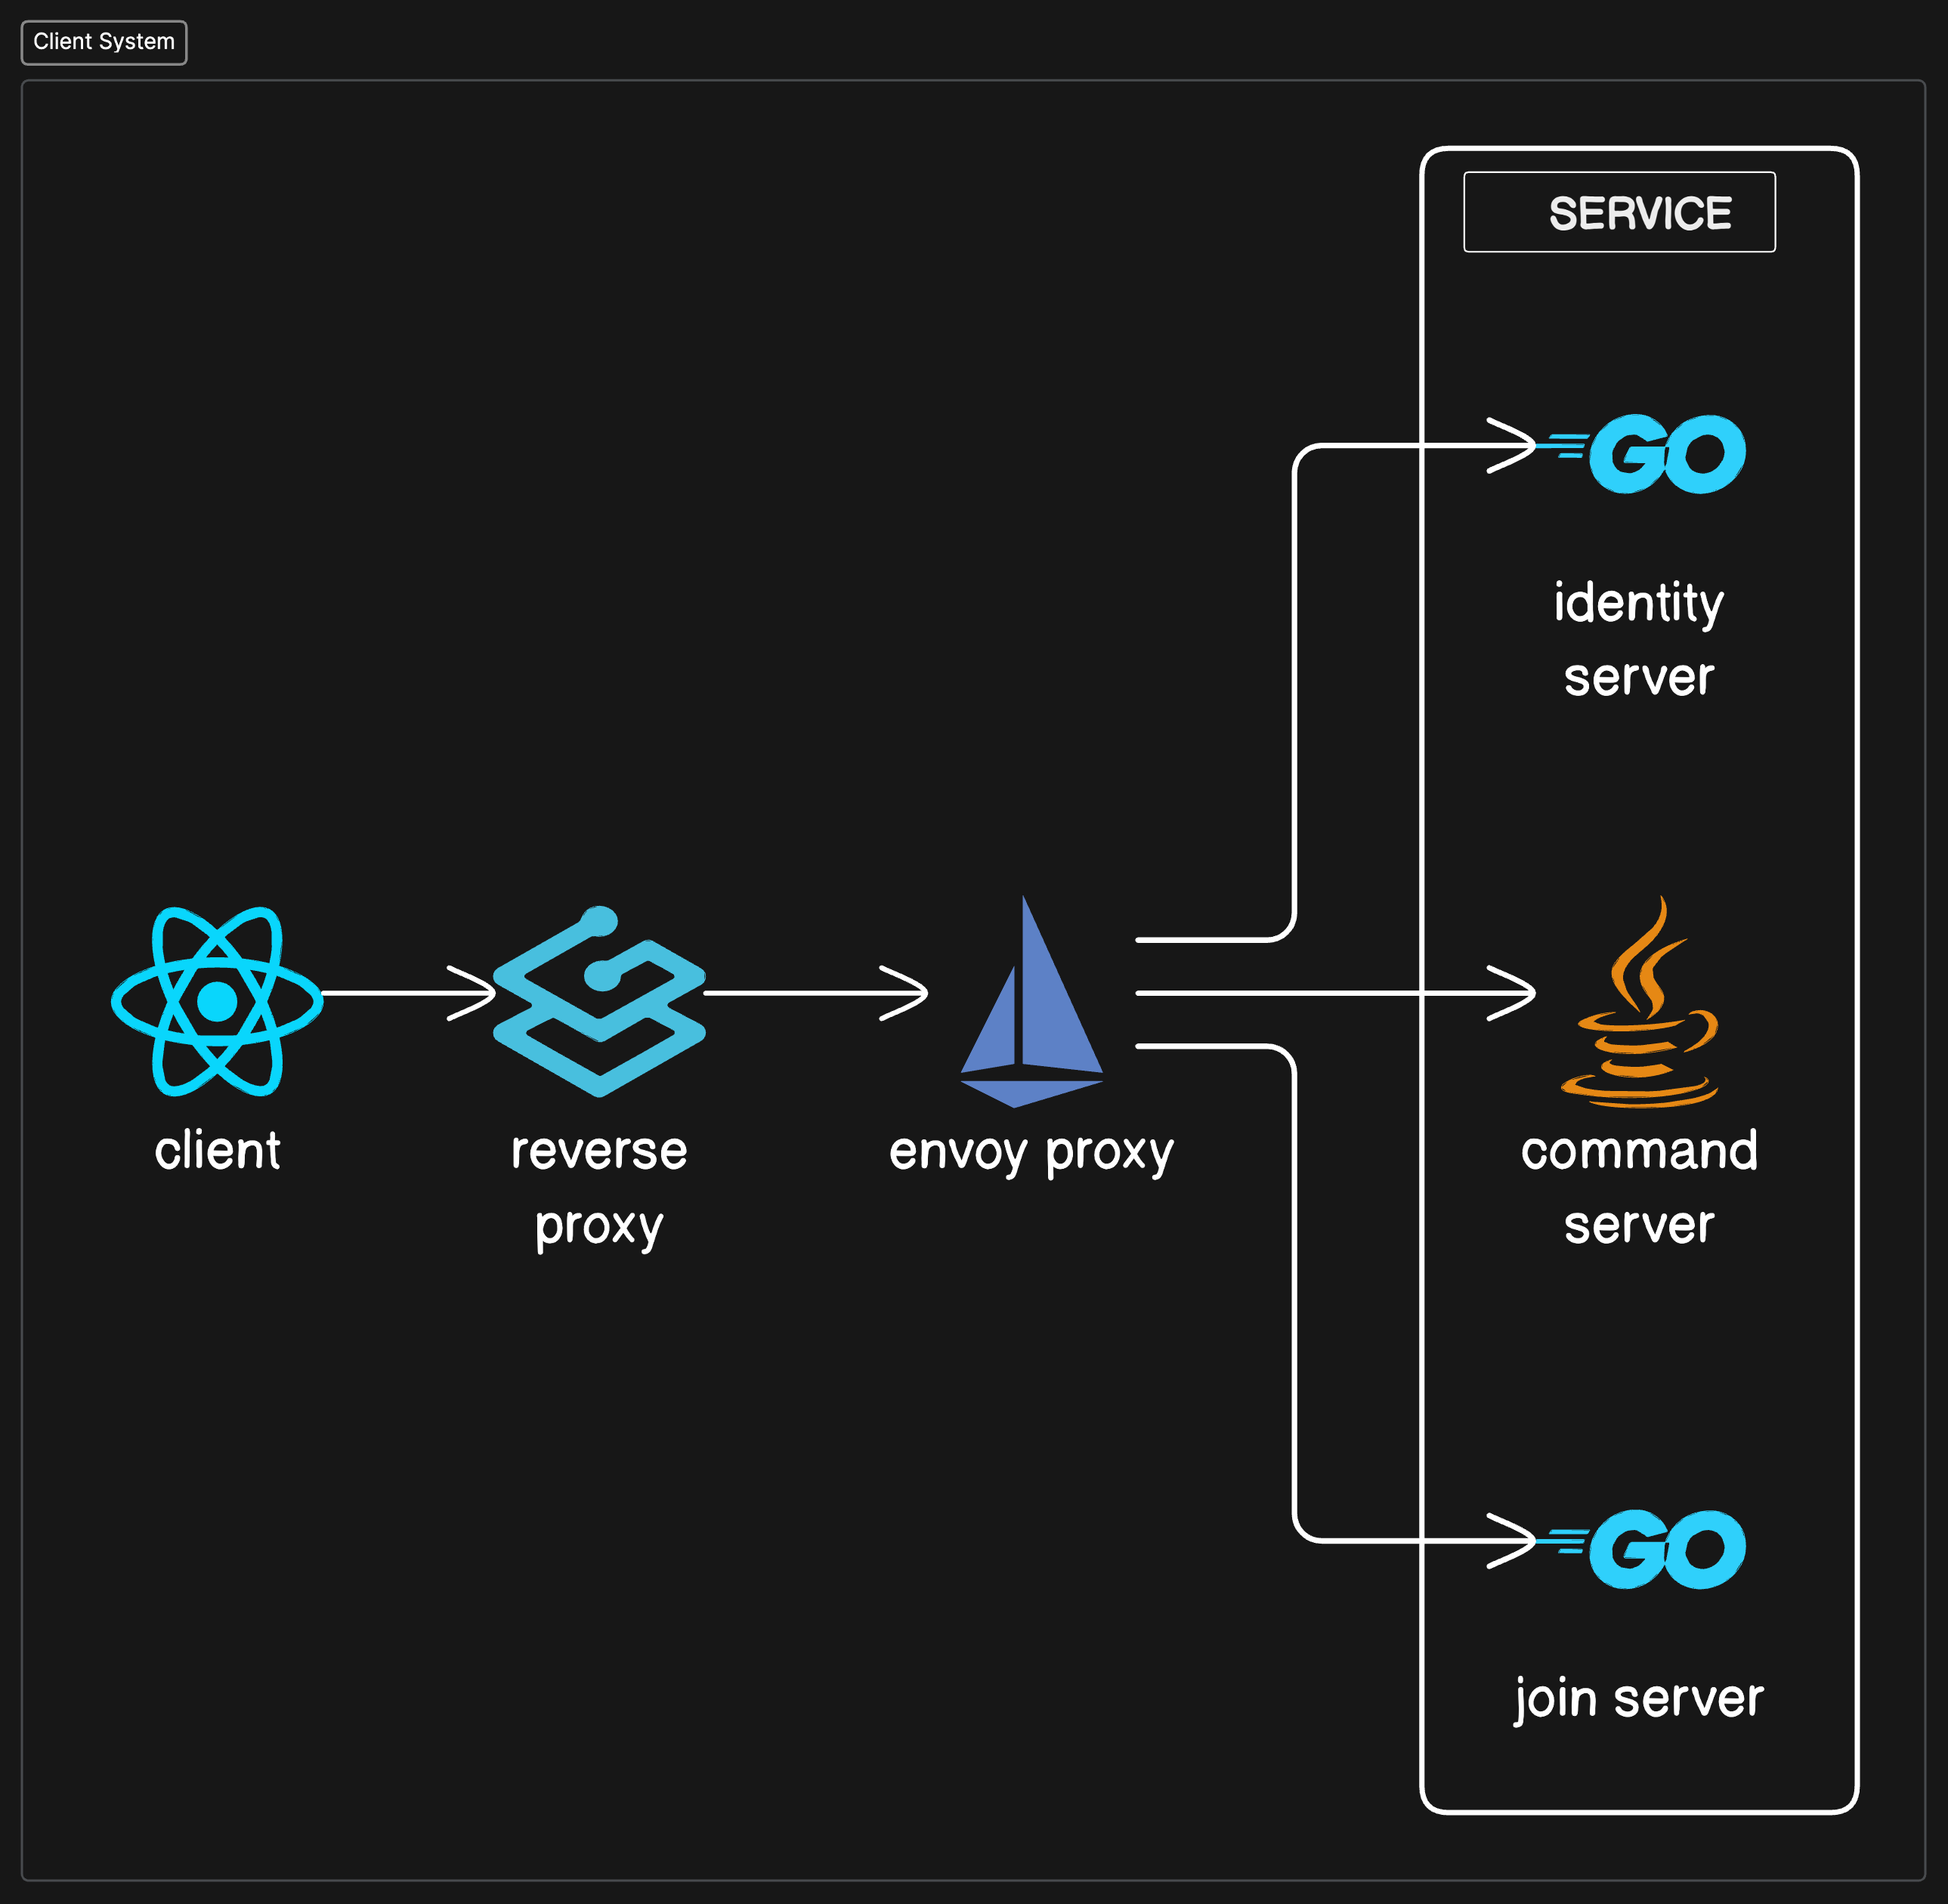 Client System
SERVICE
GO
identity
server
client
reverse
proxy
envoy proxy
command
server
GO
join server